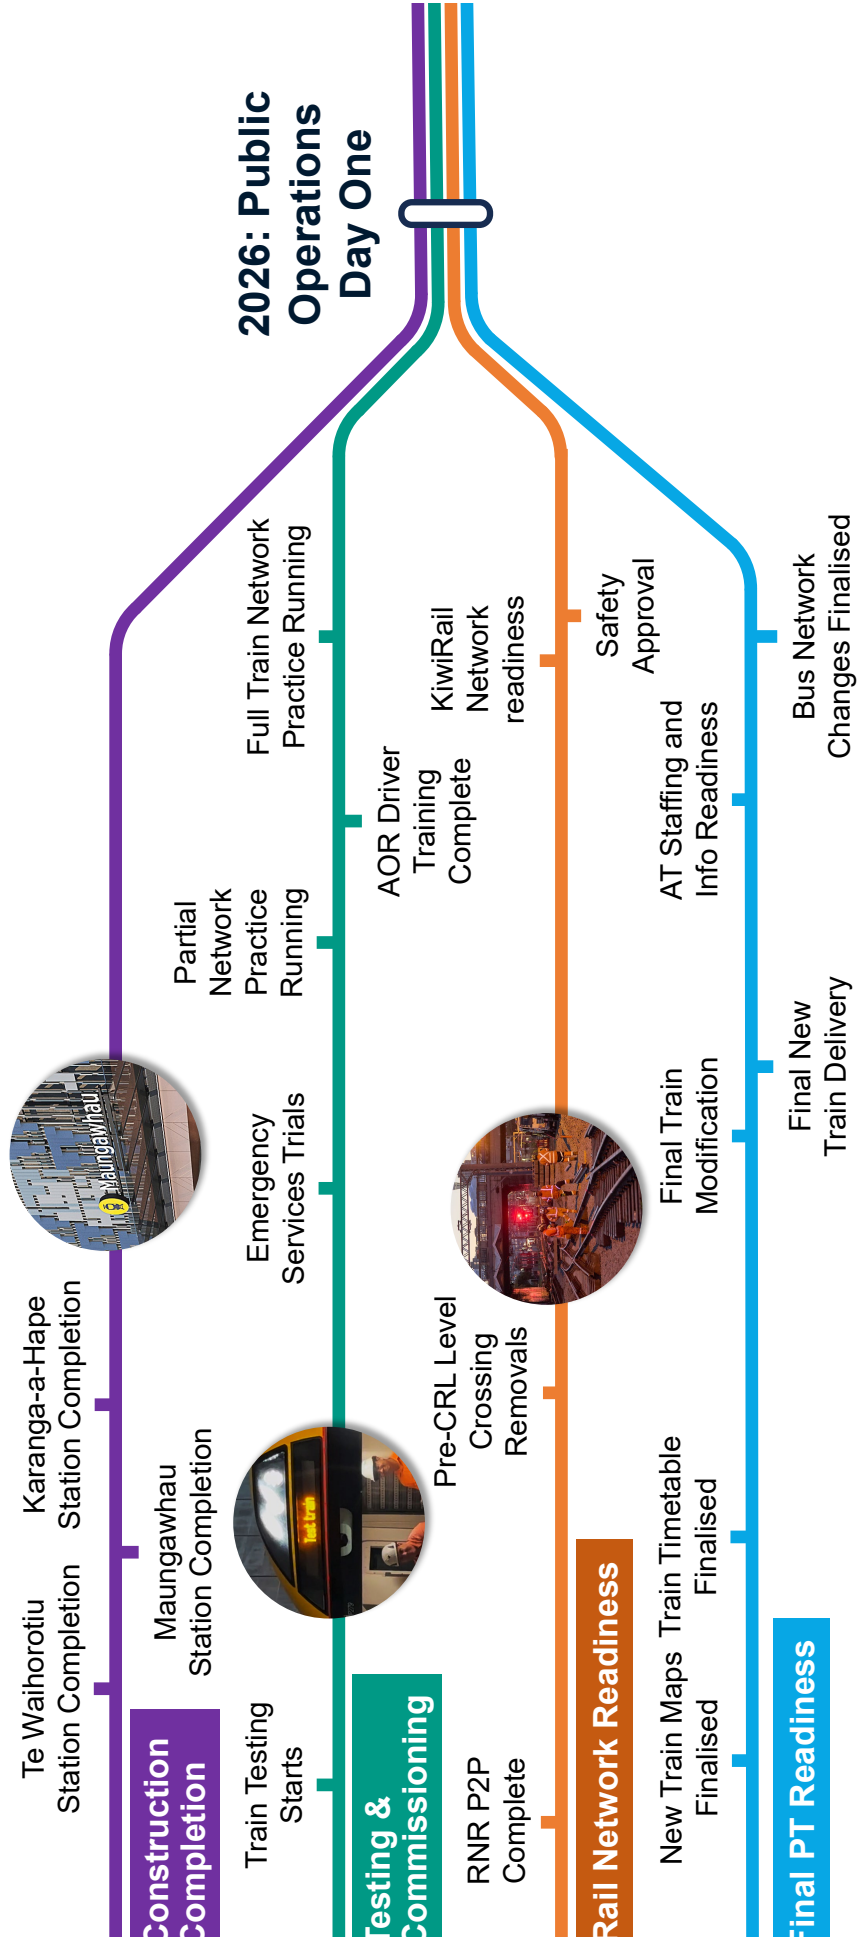 2026: Public
Operations
Day One
Construction
Completion
Te Waihorotiu
Station Completion
Maungawhau
Station Completion
Karanga-a-Hape
Station Completion
Maungawhau
Testing &
Commissioning
Train Testing
Starts
Test train
Emergency
Services Trials
Partial
Network
Practice
Running
AOR Driver
Training
Complete
Full Train Network
Practice Running
Rail Network Readiness
RNR P2P
Complete
Pre-CRL Level
Crossing
Removals
KiwiRail
Network
readiness
Safety
Approval
Final PT Readiness
New Train Maps
Finalised
Train Timetable
Finalised
Final Train
Modification
Final New
Train Delivery
AT Staffing and
Info Readiness
Bus Network
Changes Finalised